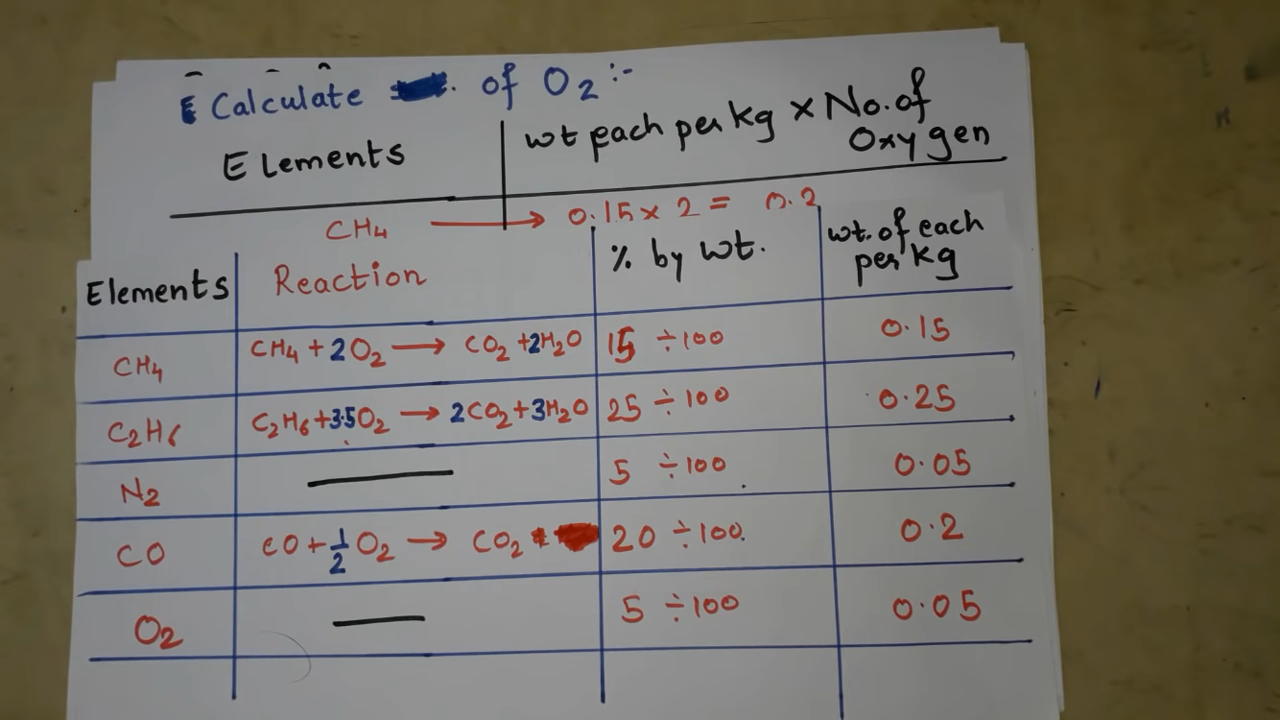 Calculate of O2 :-
Elements wt each per kg × No. of Oxygen
CH4 → 0.15 × 2 = 0.2
Elements Reaction % by wt. wt. of each per kg
CH4 CH4 + 2O2 → CO2 + 2H2O 15 ÷100 0.15
C2H6 C2H6 + 3.5O2 → 2CO2 + 3H2O 25 ÷100 0.25
N2 — 5 ÷100 0.05
CO CO + 1/2 O2 → CO2 20 ÷100 0.2
O2 — 5 ÷100 0.05